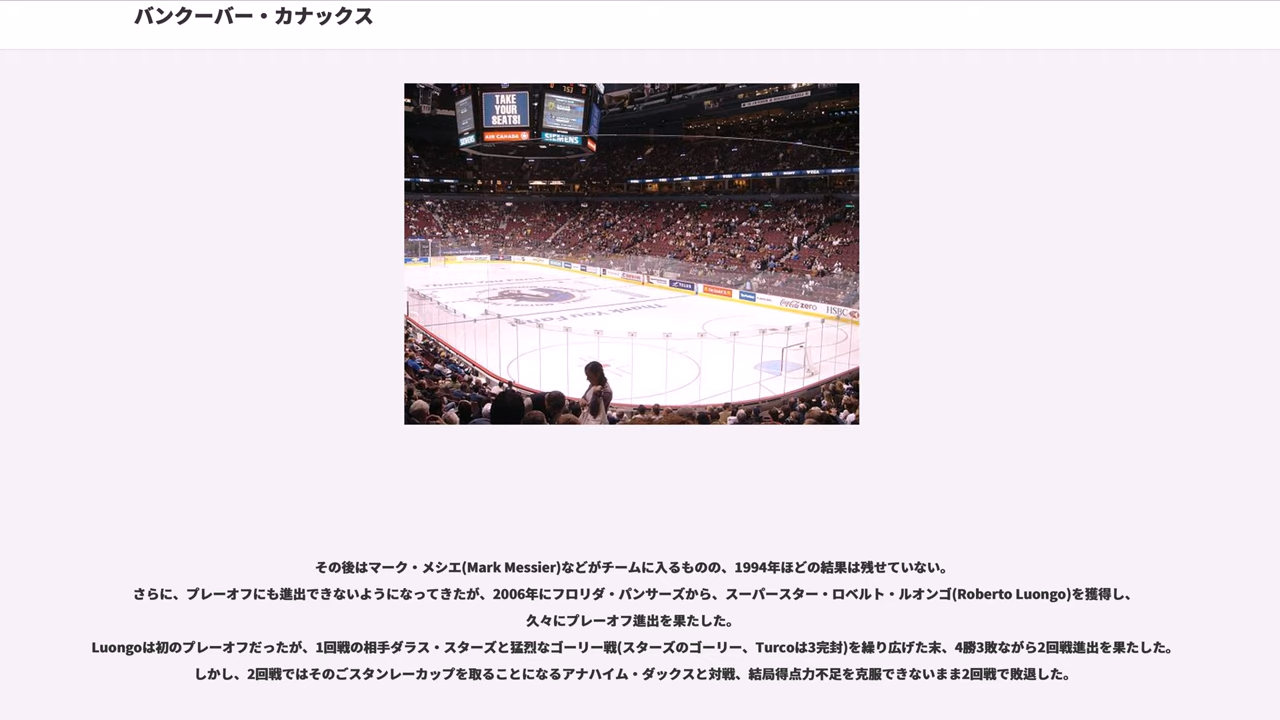 バンクーバー・カナックス
TAKE
YOUR
SEATS!
AIR CANADA
SIEMENS
SIEMENS
Thank You Fans
TELUS
Coca-Cola zero
HSBC
その後はマーク・メシエ(Mark Messier)などがチームに入るものの、1994年ほどの結果は残せていない。
さらに、プレーオフにも進出できないようになってきたが、2006年にフロリダ・パンサーズから、スーパースター・ロベルト・ルオンゴ(Roberto Luongo)を獲得し、
久々にプレーオフ進出を果たした。
Luongoは初のプレーオフだったが、1回戦の相手ダラス・スターズと猛烈なゴーリー戦(スターズのゴーリー、Turcoは3完封)を繰り広げた末、4勝3敗ながら2回戦進出を果たした。
しかし、2回戦ではそのごスタンレーカップを取ることになるアナハイム・ダックスと対戦、結局得点力不足を克服できないまま2回戦で敗退した。